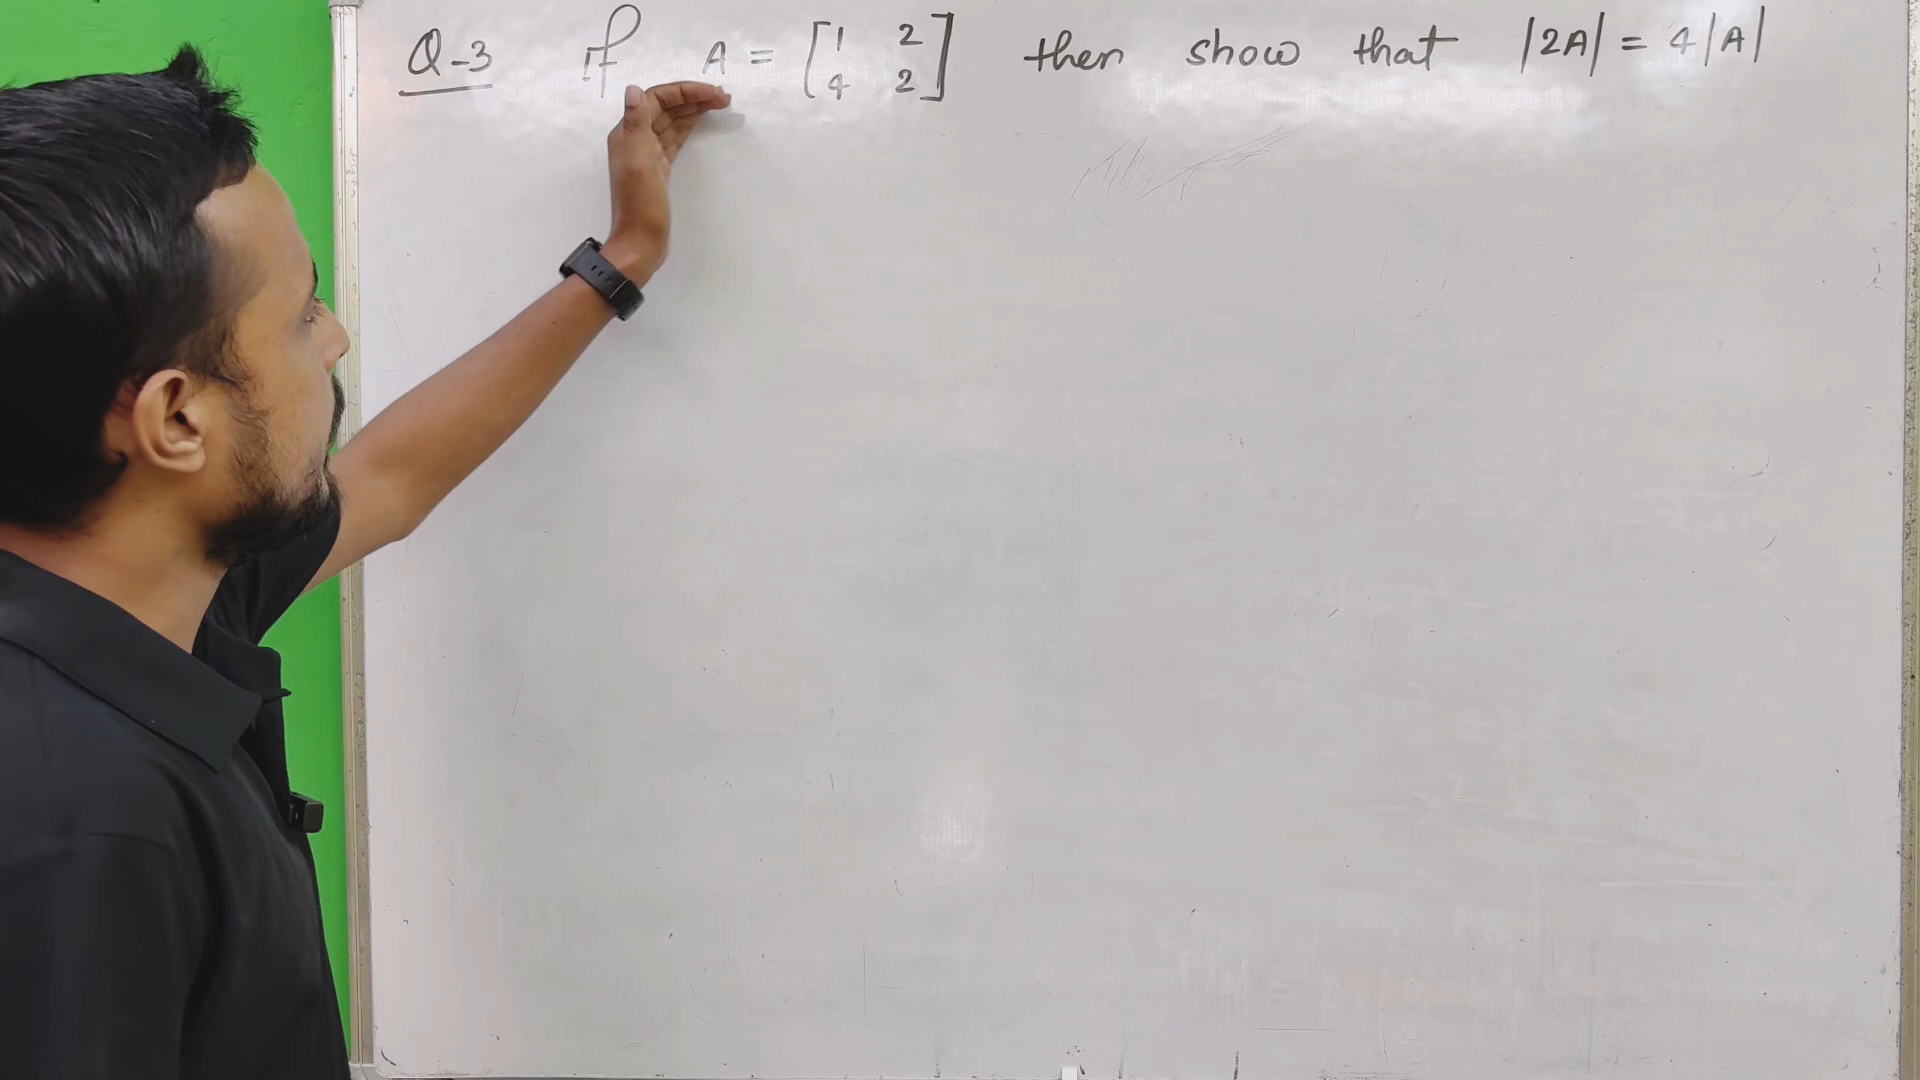 Q-3 if A = [1 2 4 2] then show that |2A| = 4|A|